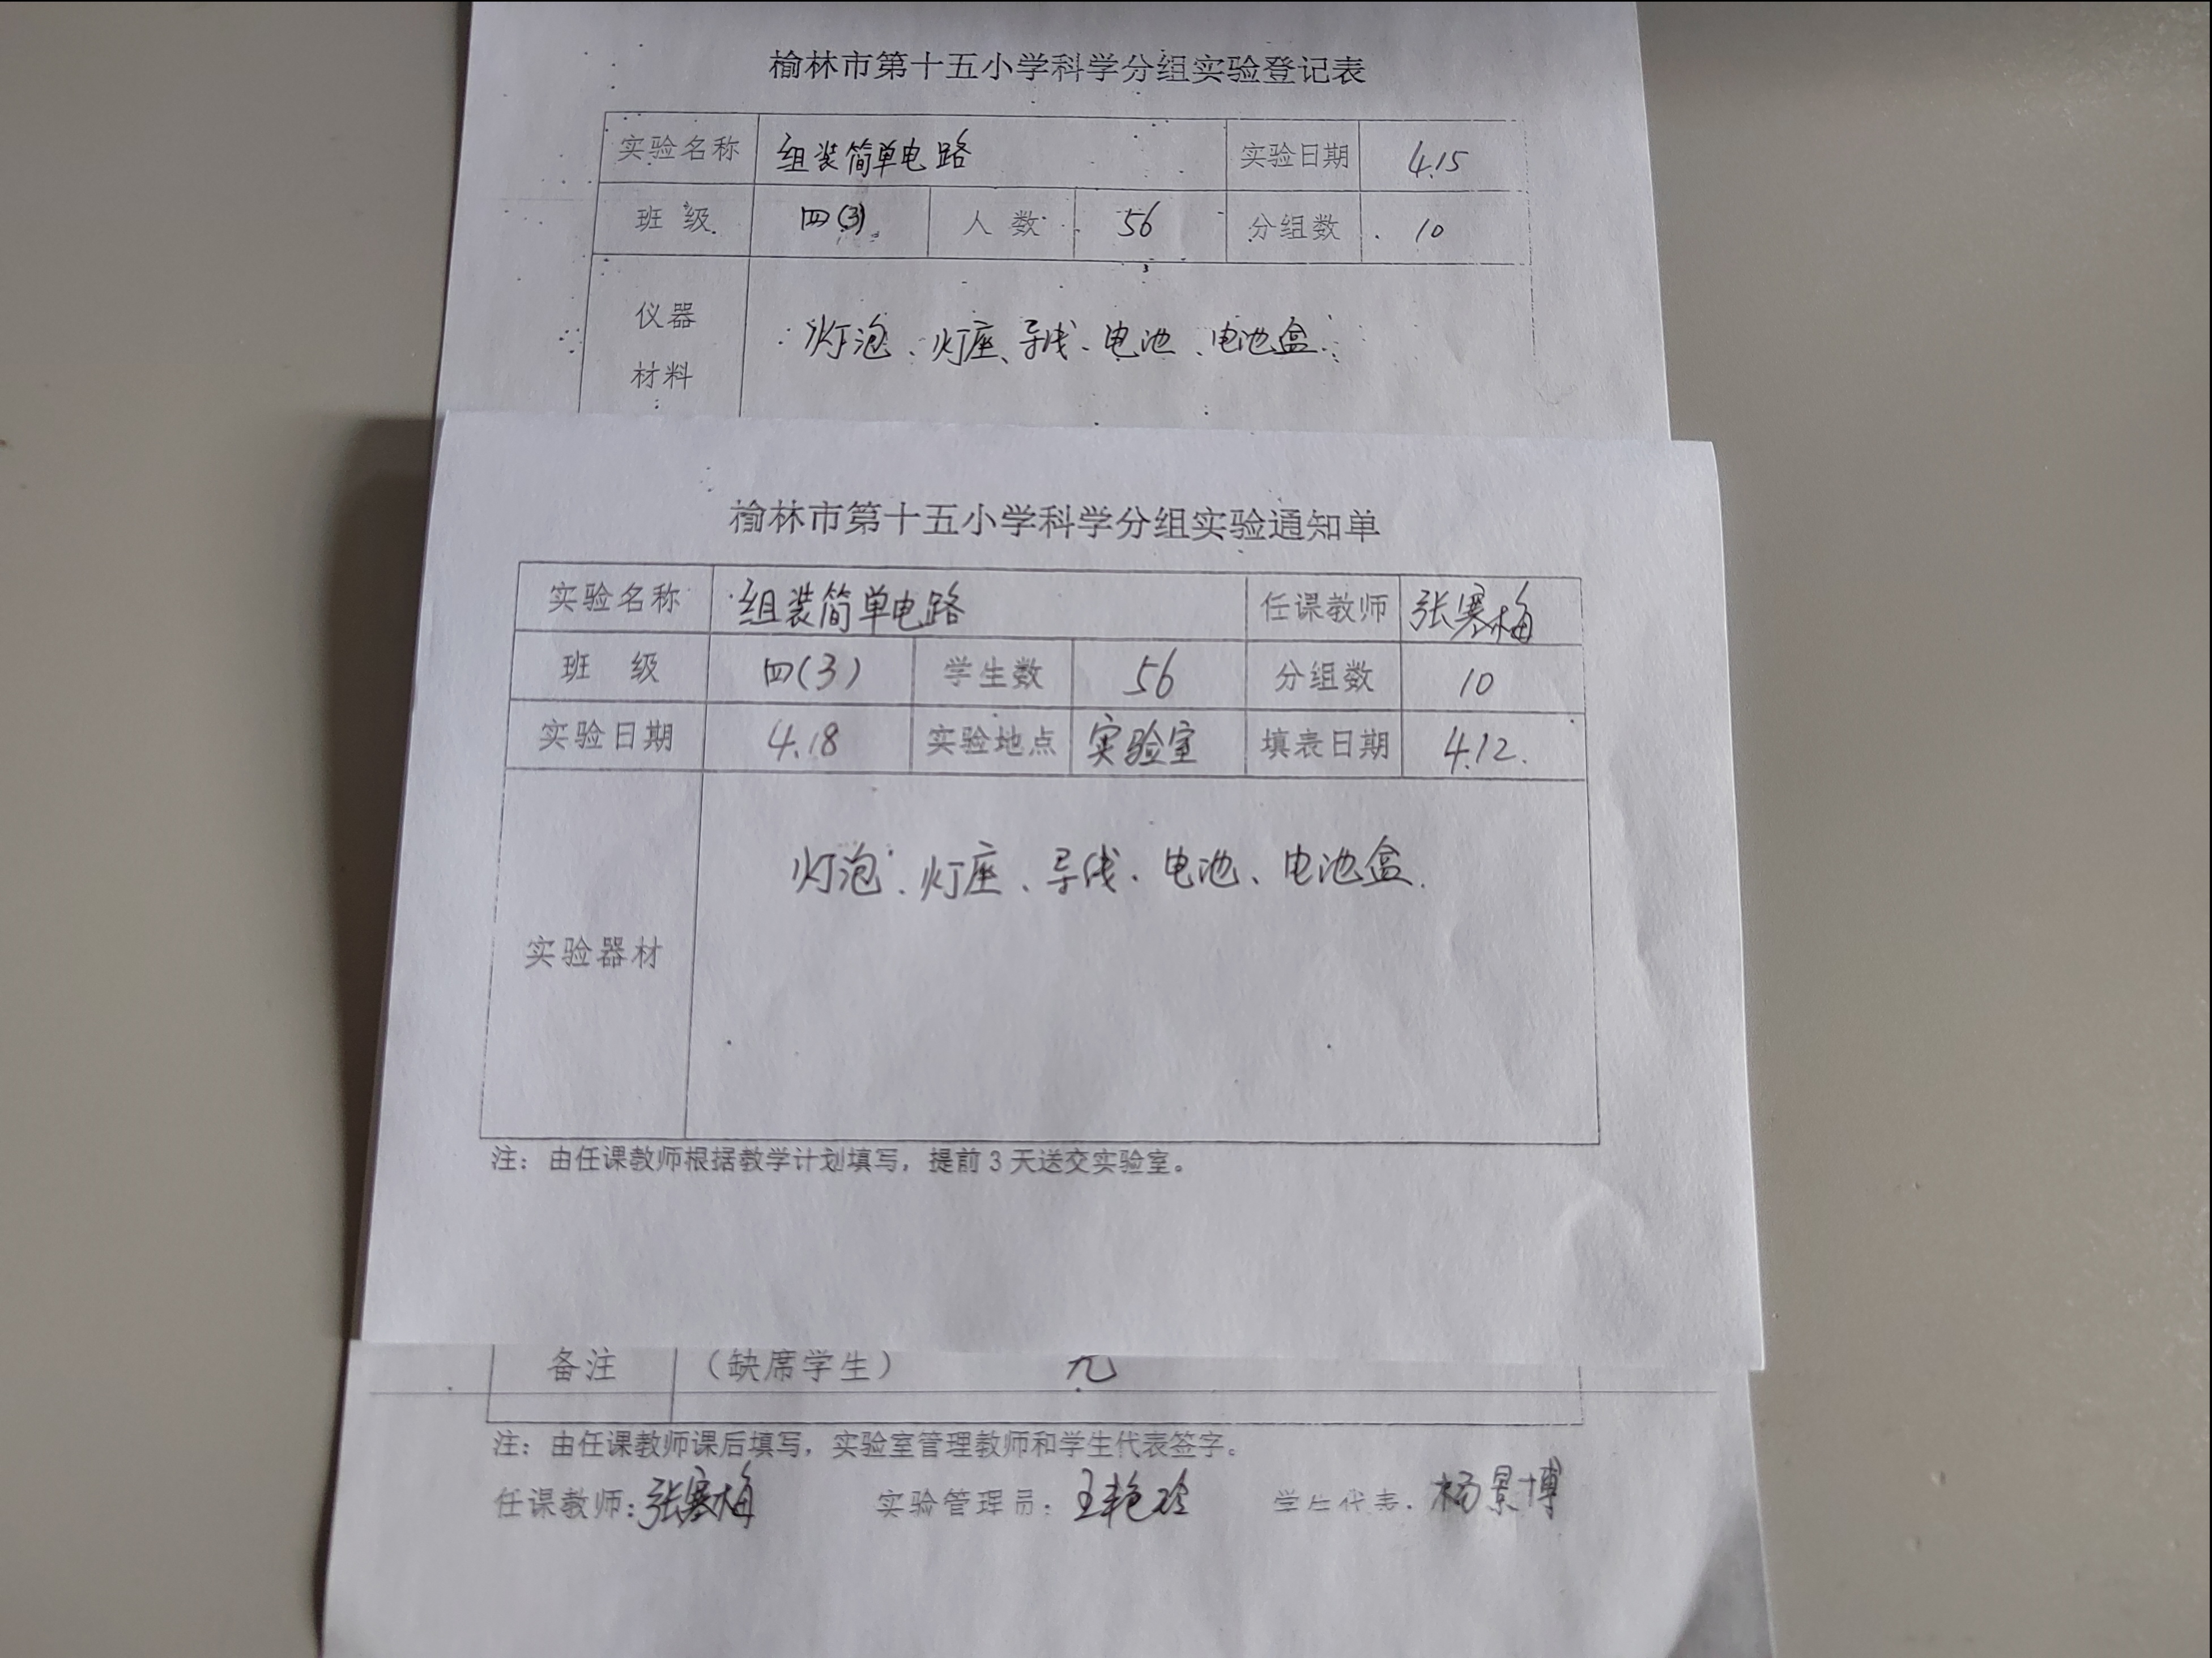 榆林市第十五小学科学分组实验登记表
实验名称 组装简单电路 实验日期 4.15
班 级 四(3) 人 数 56 分组数 10
仪器
材料
灯泡、灯座、导线、电池、电池盒.
榆林市第十五小学科学分组实验通知单
实验名称 组装简单电路 任课教师 张寒梅
班 级 四(3) 学生数 56 分组数 10
实验日期 4.18 实验地点 实验室 填表日期 4.12.
实验器材 灯泡、灯座、导线、电池、电池盒.
注：由任课教师根据教学计划填写，提前3天送交实验室。
备注 （缺席学生）
注：由任课教师课后填写，实验室管理教师和学生代表签字。
任课教师：张寒梅 实验管理员：王艳玲 学生代表：杨景博